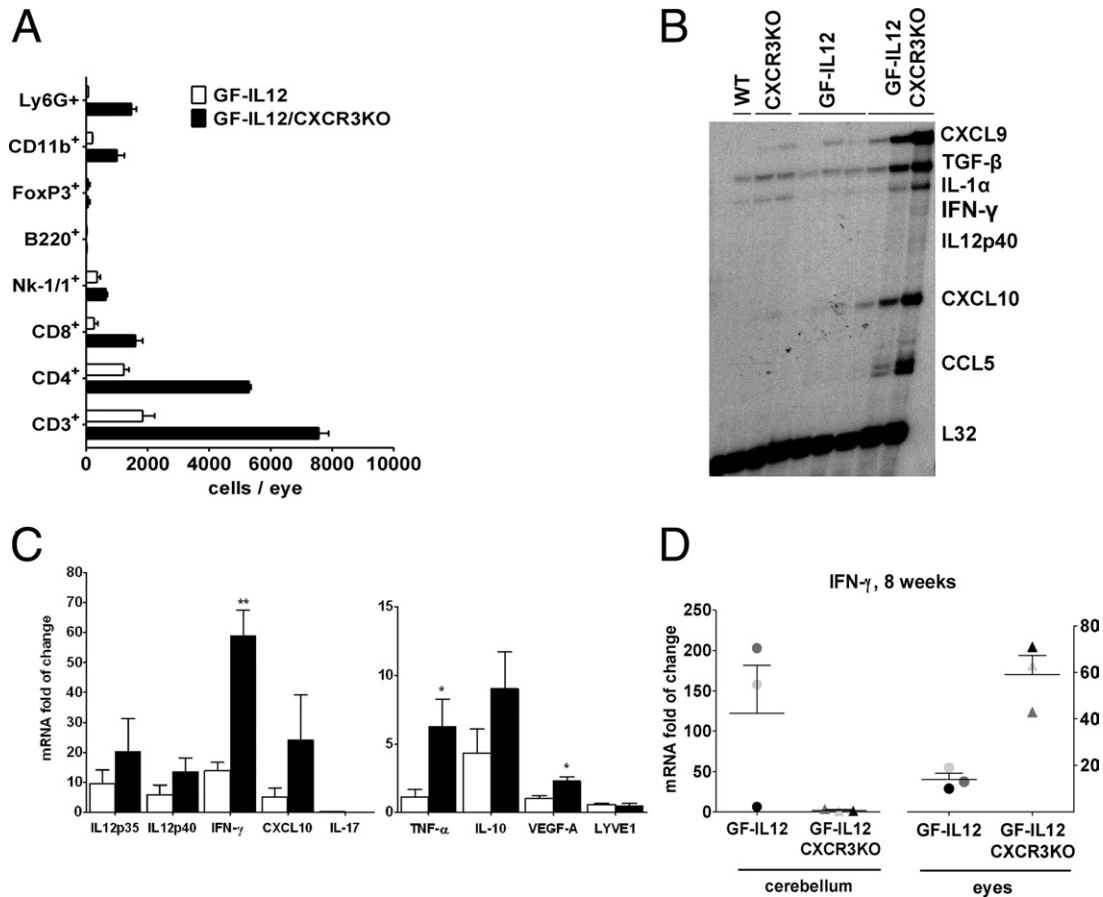 A
Ly6G+
CD11b+
FoxP3+
B220+
Nk-1/1+
CD8+
CD4+
CD3+
GF-IL12
GF-IL12/CXCR3KO
0 2000 4000 6000 8000 10000
cells / eye
B
WT
CXCR3KO
GF-IL12
GF-IL12
CXCR3KO
CXCL9
TGF-β
IL-1α
IFN-γ
IL12p40
CXCL10
CCL5
L32
C
mRNA fold of change
80
70
60
50
40
30
20
10
0
**
IL12p35 IL12p40 IFN-γ CXCL10 IL-17
15
10
5
0
*
*
TNF-α IL-10 VEGF-A LYVE1
D
IFN-γ, 8 weeks
mRNA fold of change
250
200
150
100
50
0
80
60
40
20
GF-IL12 GF-IL12 GF-IL12 GF-IL12
CXCR3KO CXCR3KO
cerebellum eyes